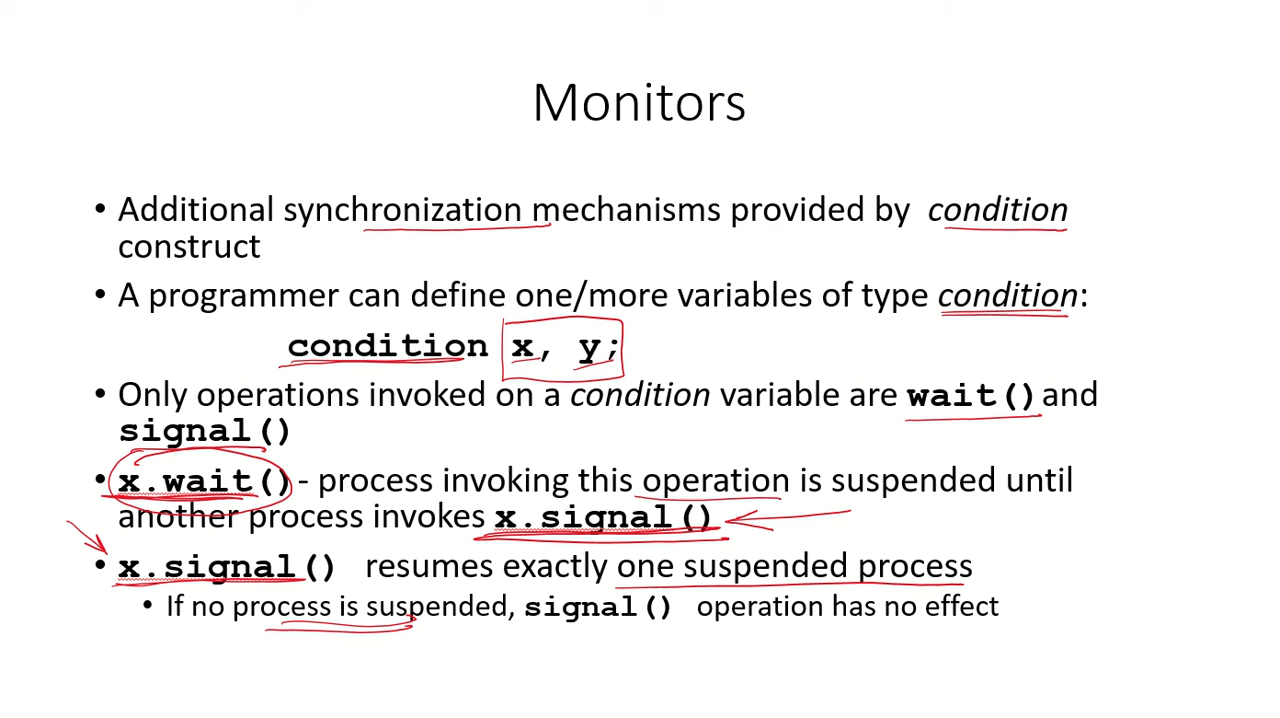 Monitors
• Additional synchronization mechanisms provided by condition
construct
• A programmer can define one/more variables of type condition:
condition x, y;
• Only operations invoked on a condition variable are wait() and
signal()
• x.wait() - process invoking this operation is suspended until
another process invokes x.signal()
• x.signal() resumes exactly one suspended process
• If no process is suspended, signal() operation has no effect